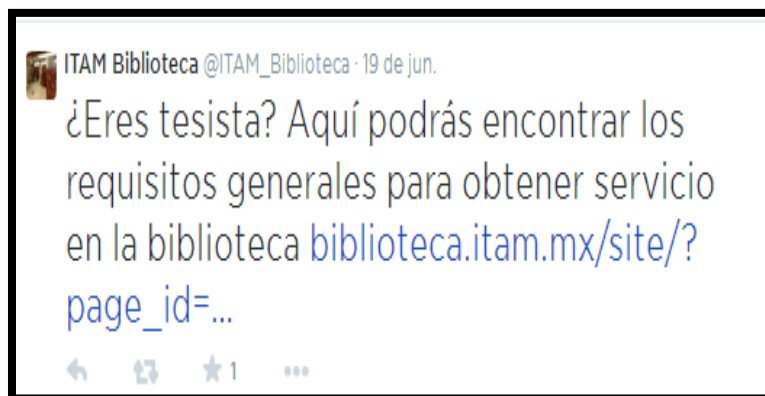 ITAM Biblioteca @ITAM_Biblioteca · 19 de jun.
¿Eres tesista? Aquí podrás encontrar los
requisitos generales para obtener servicio
en la biblioteca biblioteca.itam.mx/site/?
page_id=...
1